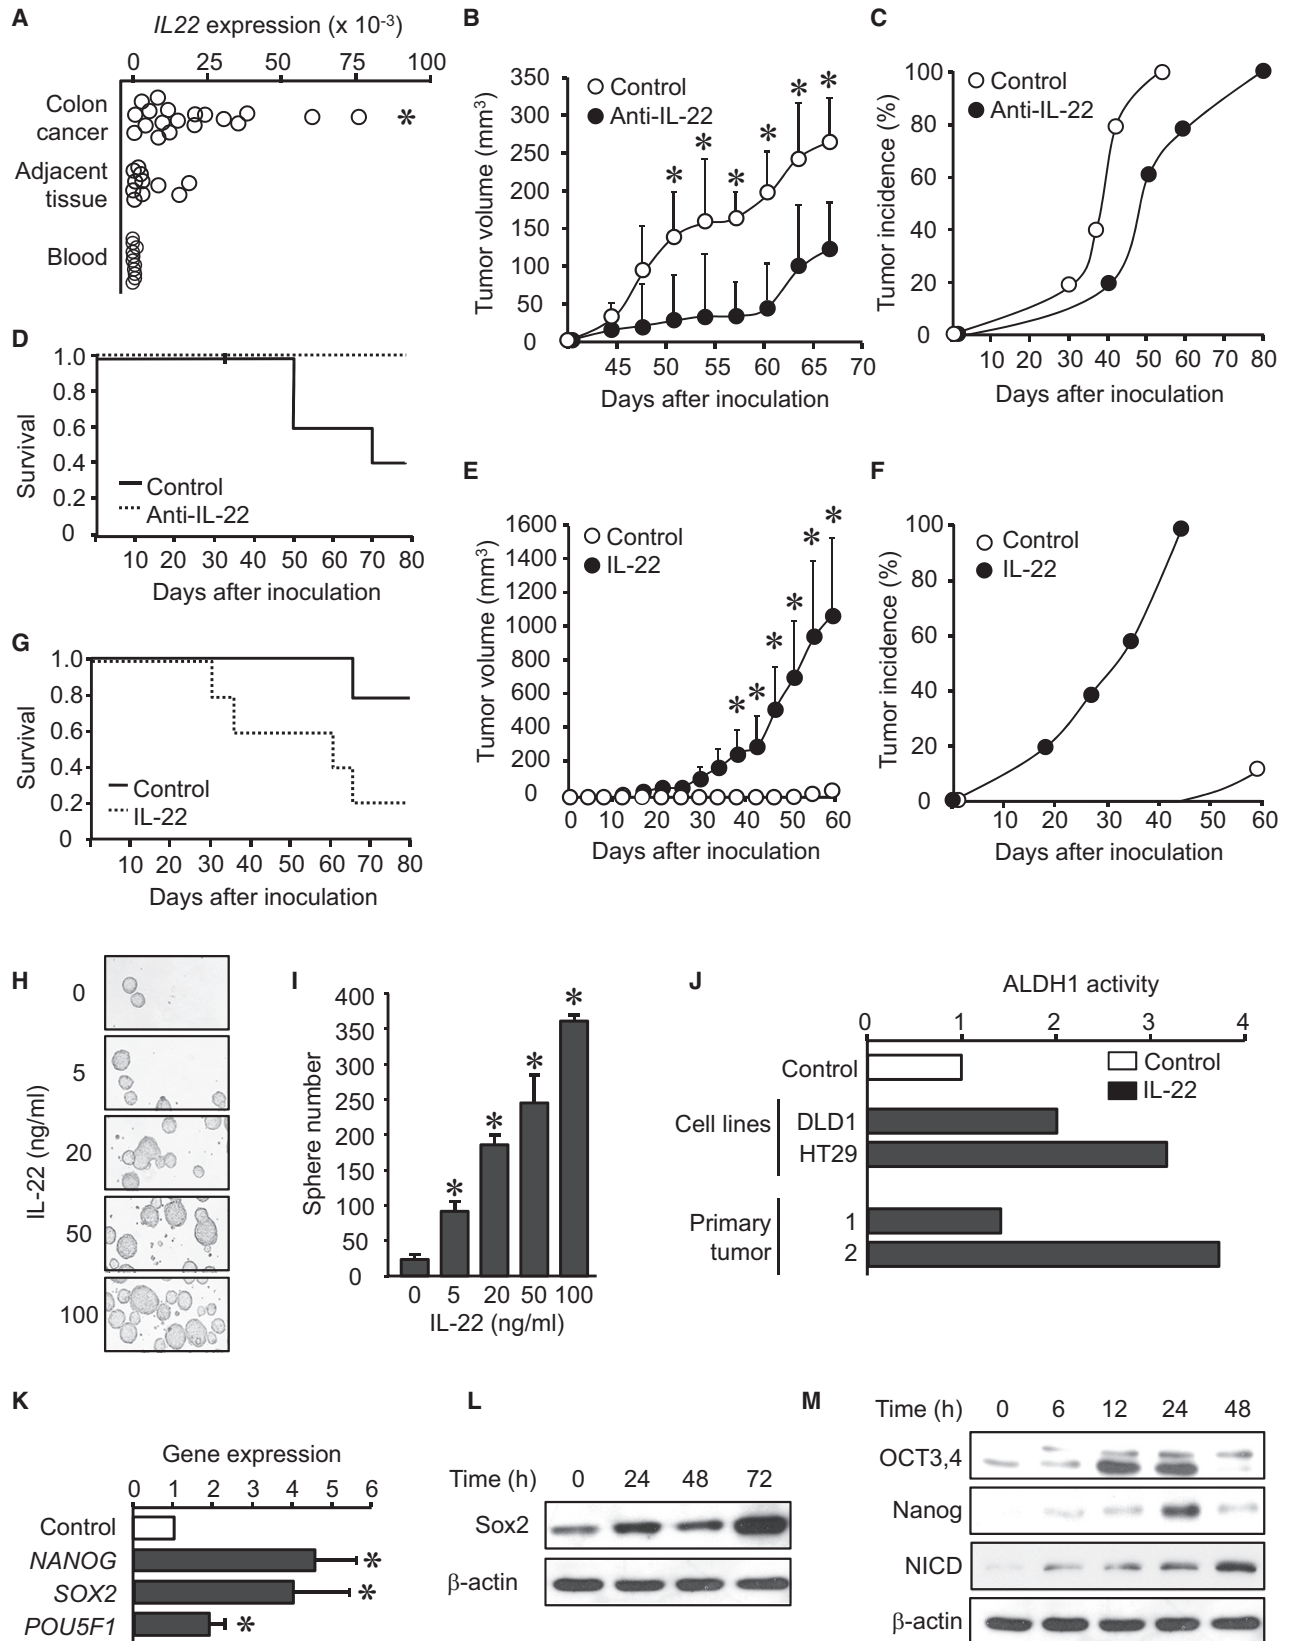 A
IL22 expression (x 10-3)
0 25 50 75 100
Colon
cancer
*
Adjacent
tissue
Blood
B
350
300
250
200
150
100
50
0
Tumor volume (mm3)
Control
Anti-IL-22
* * * * * *
45 50 55 60 65 70
Days after inoculation
C
100
80
60
40
20
0
Tumor incidence (%)
Control
Anti-IL-22
10 20 30 40 50 60 70 80
Days after inoculation
D
1.0
0.8
0.6
0.4
0.2
0
Survival
Control
Anti-IL-22
10 20 30 40 50 60 70 80
Days after inoculation
E
1600
1400
1200
1000
800
600
400
200
0
Tumor volume (mm3)
Control
IL-22
* * * * * *
0 10 20 30 40 50 60
Days after inoculation
F
100
80
60
40
20
0
Tumor incidence (%)
Control
IL-22
10 20 30 40 50 60
Days after inoculation
G
1.0
0.8
0.6
0.4
0.2
0
Survival
Control
IL-22
10 20 30 40 50 60 70 80
Days after inoculation
H
IL-22 (ng/ml)
0
5
20
50
100
I
400
350
300
250
200
150
100
50
0
Sphere number
* * * *
0 5 20 50 100
IL-22 (ng/ml)
J
ALDH1 activity
0 1 2 3 4
Control
Control
IL-22
Cell lines
DLD1
HT29
Primary
tumor
1
2
K
Gene expression
0 1 2 3 4 5 6
Control
NANOG *
SOX2 *
POU5F1 *
L
Time (h) 0 24 48 72
Sox2
β-actin
M
Time (h) 0 6 12 24 48
OCT3,4
Nanog
NICD
β-actin